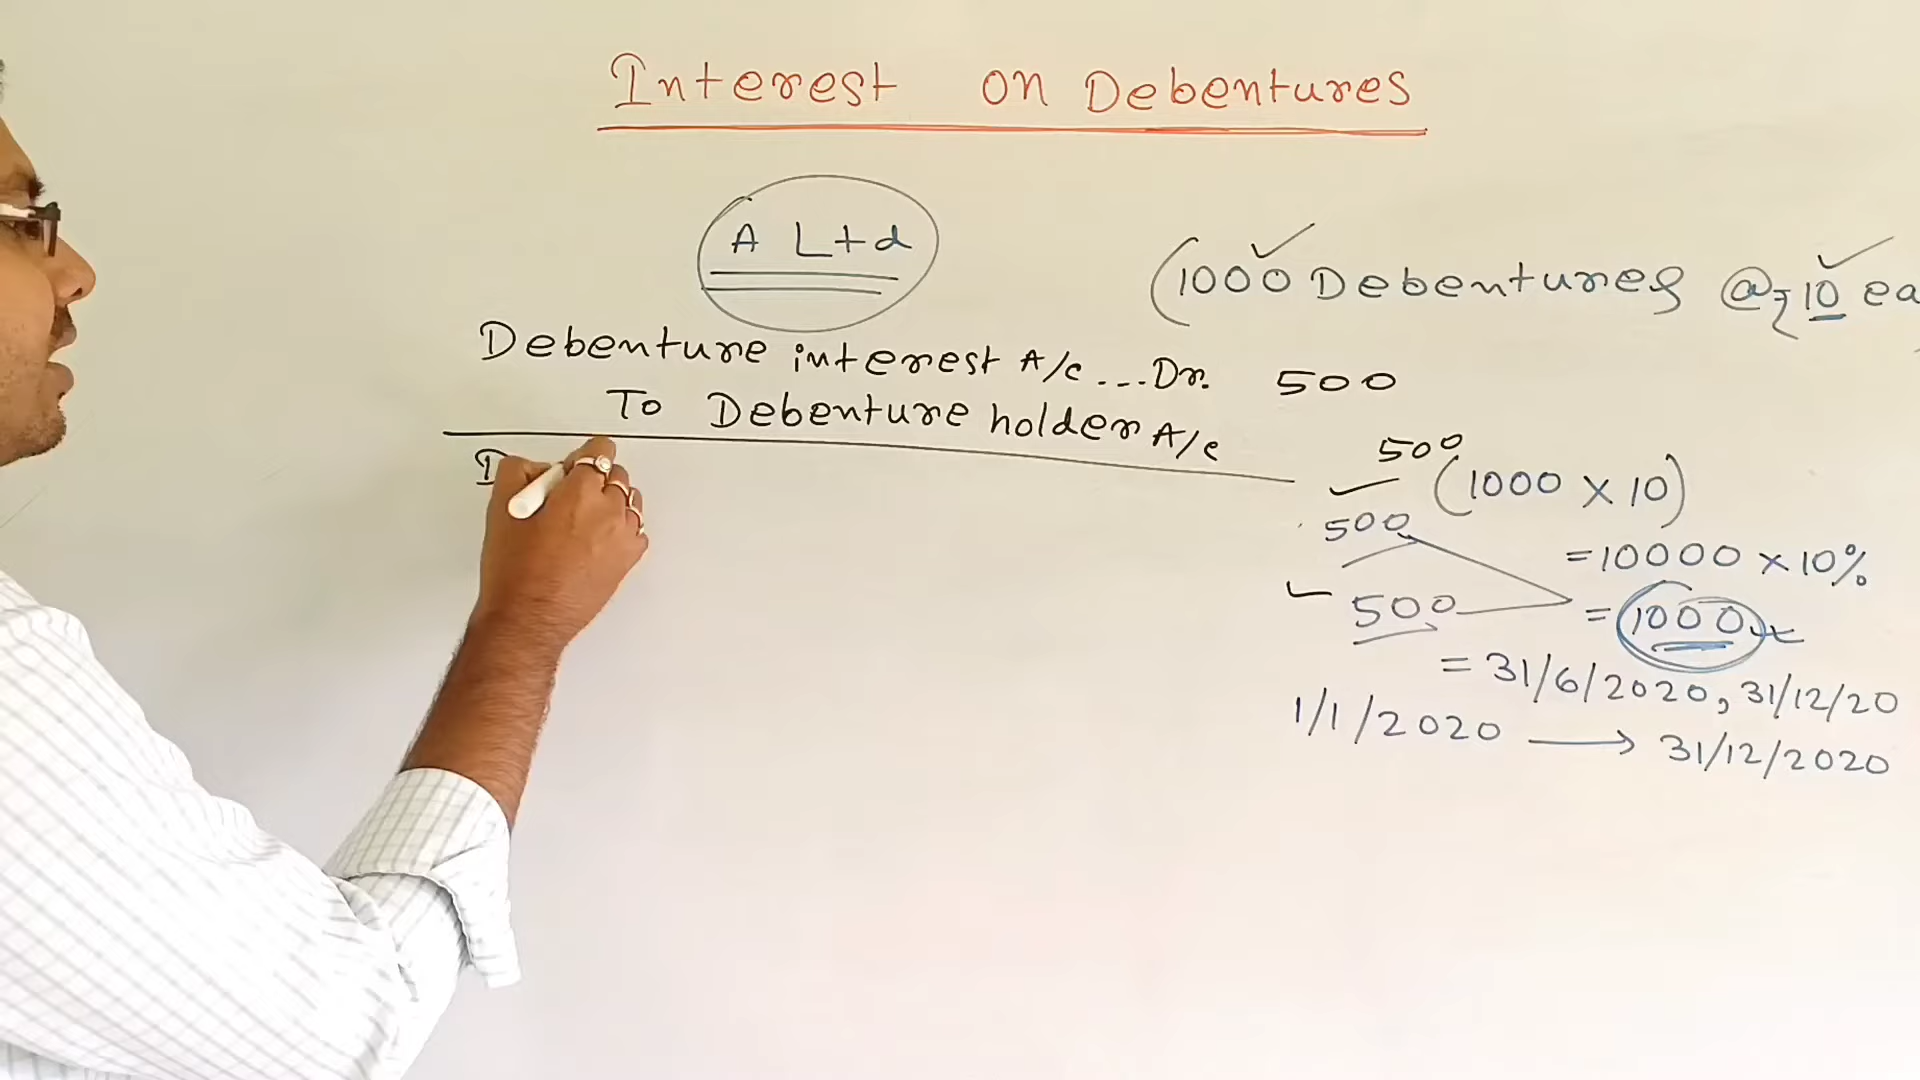 Interest on Debentures
A Ltd
(1000 Debentures @ ₹10 ea
Debenture interest A/c ... Dr. 500
To Debenture holder A/c 500
D
(1000 × 10)
500
= 10000 × 10%
500
= 1000
= 31/6/2020, 31/12/20
1/1/2020 → 31/12/2020